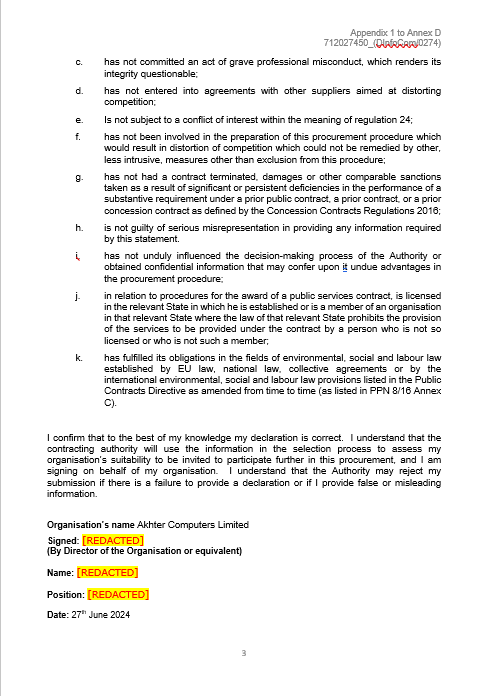 Appendix 1 to Annex D
712027450_(DInfoCom/0274)
c. has not committed an act of grave professional misconduct, which renders its
integrity questionable;
d. has not entered into agreements with other suppliers aimed at distorting
competition;
e. Is not subject to a conflict of interest within the meaning of regulation 24;
f. has not been involved in the preparation of this procurement procedure which
would result in distortion of competition which could not be remedied by other,
less intrusive, measures other than exclusion from this procedure;
g. has not had a contract terminated, damages or other comparable sanctions
taken as a result of significant or persistent deficiencies in the performance of a
substantive requirement under a prior public contract, a prior contract, or a prior
concession contract as defined by the Concession Contracts Regulations 2016;
h. is not guilty of serious misrepresentation in providing any information required
by this statement.
i. has not unduly influenced the decision-making process of the Authority or
obtained confidential information that may confer upon it undue advantages in
the procurement procedure;
j. in relation to procedures for the award of a public services contract, is licensed
in the relevant State in which he is established or is a member of an organisation
in that relevant State where the law of that relevant State prohibits the provision
of the services to be provided under the contract by a person who is not so
licensed or who is not such a member;
k. has fulfilled its obligations in the fields of environmental, social and labour law
established by EU law, national law, collective agreements or by the
international environmental, social and labour law provisions listed in the Public
Contracts Directive as amended from time to time (as listed in PPN 8/16 Annex
C).
I confirm that to the best of my knowledge my declaration is correct. I understand that the
contracting authority will use the information in the selection process to assess my
organisation's suitability to be invited to participate further in this procurement, and I am
signing on behalf of my organisation. I understand that the Authority may reject my
submission if there is a failure to provide a declaration or if I provide false or misleading
information.
Organisation's name Akhter Computers Limited
Signed: [REDACTED]
(By Director of the Organisation or equivalent)
Name: [REDACTED]
Position: [REDACTED]
Date: 27th June 2024
3